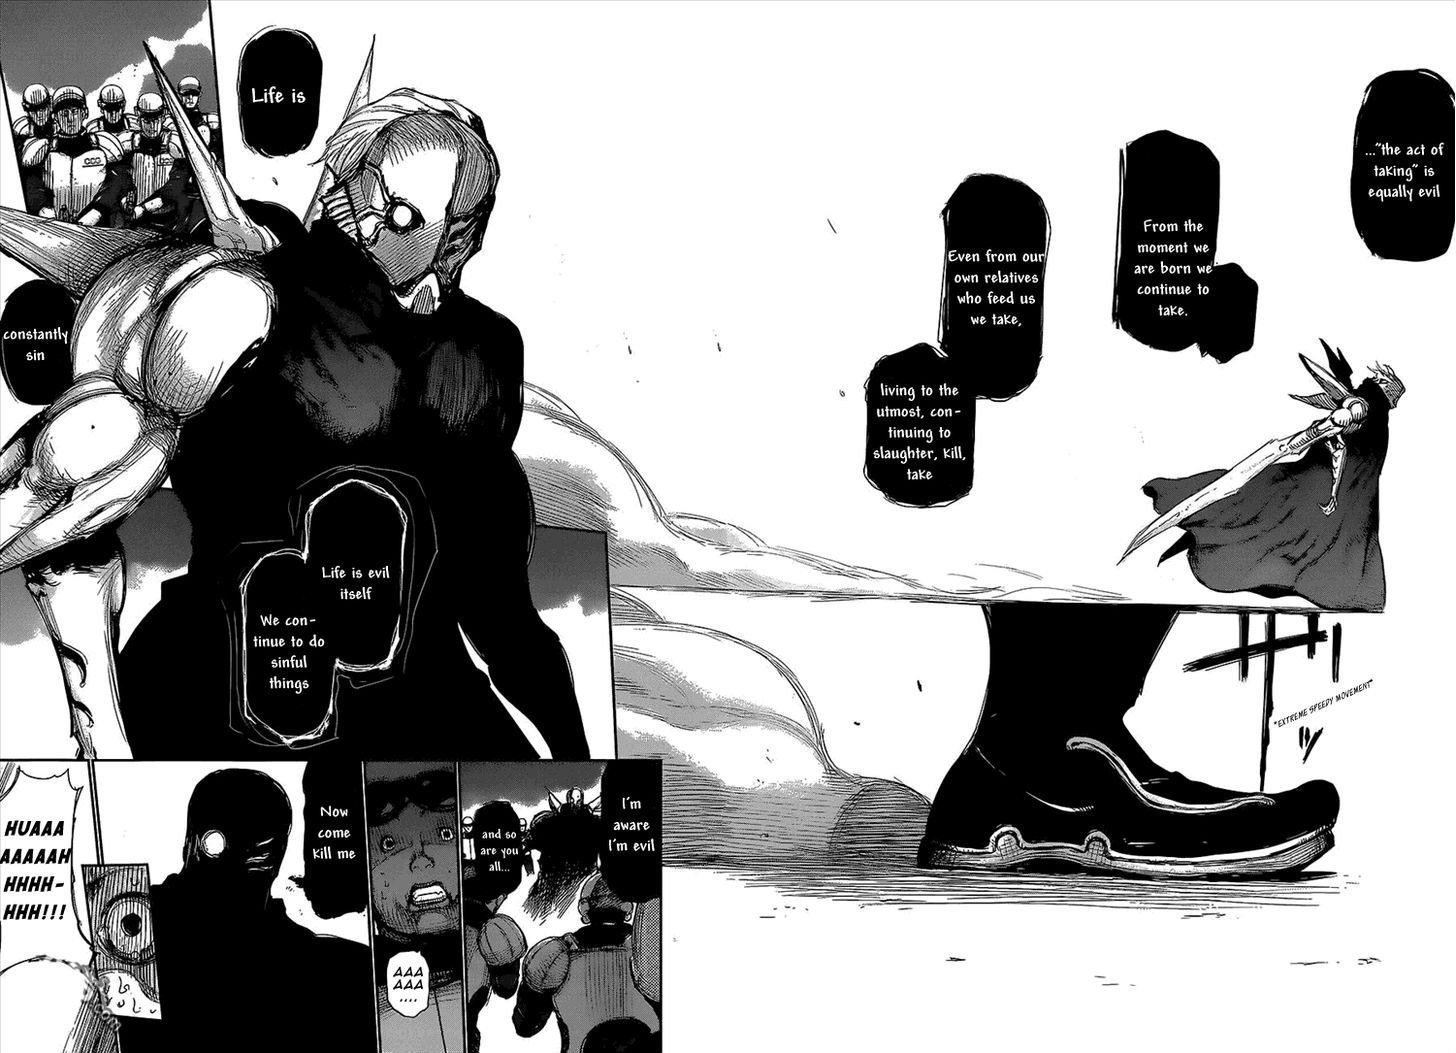 ..."the act of
taking" is
equally evil
From the
moment we
are born we
continue to
take.
Even from our
own relatives
who feed us
we take,
living to the
utmost, con-
tinuing to
slaughter, kill,
take
*EXTREME SPEEDY MOVEMENT*
Life is
constantly
sin
Life is evil
itself
We con-
tinue to do
sinful
things
I'm
aware
I'm evil
and so
are you
all...
AAA
AAA
....
Now
come
kill me
HUAAA
AAAAAH
HHHH-
HHH!!!